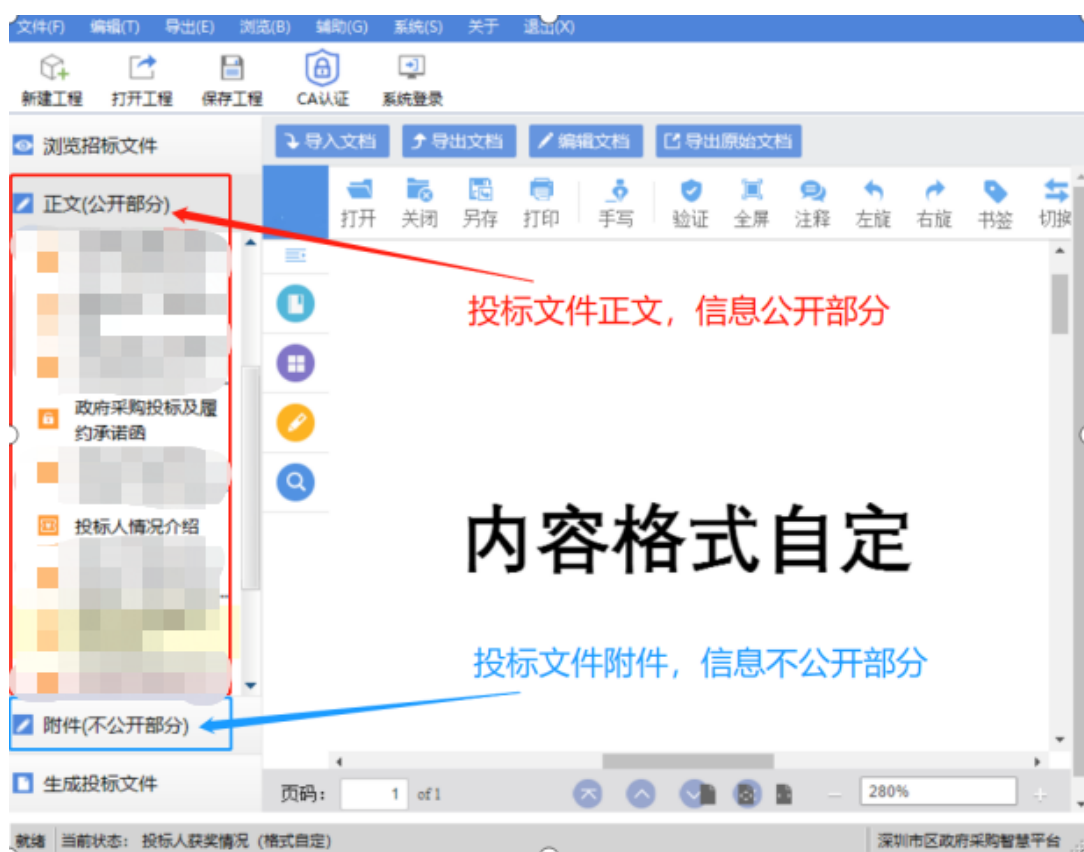 文件(F) 编辑(T) 导出(E) 浏览(B) 辅助(G) 系统(S) 关于 退出(X)
新建工程 打开工程 保存工程 CA认证 系统登录
浏览招标文件
导入文档 导出文档 编辑文档 导出原始文档
正文(公开部分)
打开 关闭 另存 打印 手写 验证 全屏 注释 左旋 右旋 书签 切换
投标文件正文，信息公开部分
政府采购投标及履
约承诺函
投标人情况介绍
内容格式自定
投标文件附件，信息不公开部分
附件(不公开部分)
生成投标文件
页码: 1 of 1 280%
就绪 当前状态: 投标人获奖情况 (格式自定) 深圳市区政府采购智慧平台